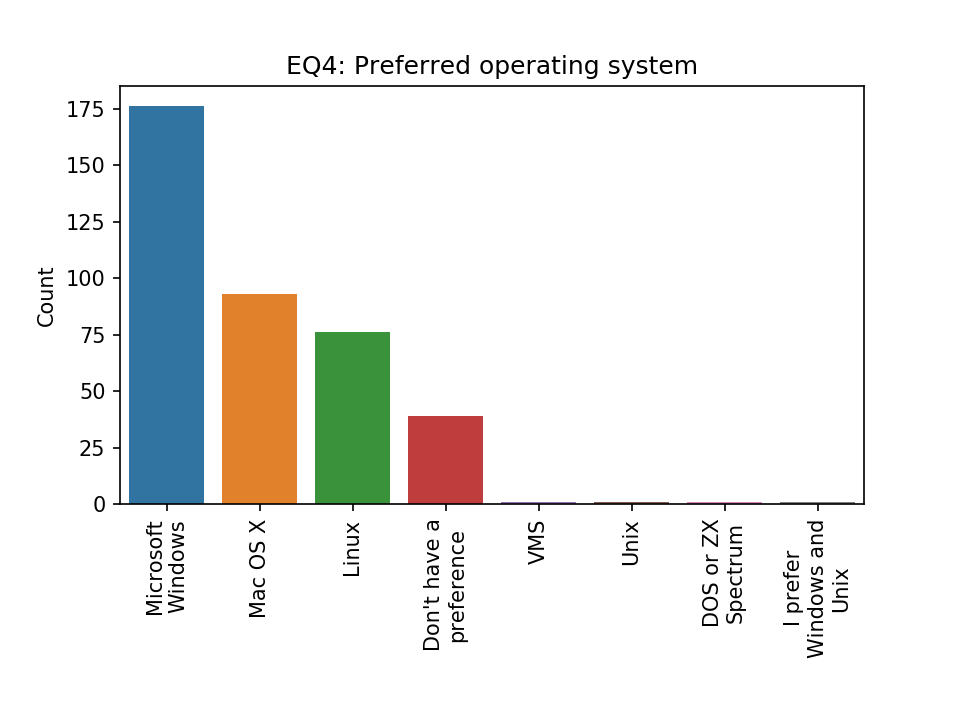 EQ4: Preferred operating system
175
150
125
100
75
50
25
0
Count
Microsoft
Windows
Mac OS X
Linux
Don't have a
preference
VMS
Unix
DOS or ZX
Spectrum
I prefer
Windows and
Unix